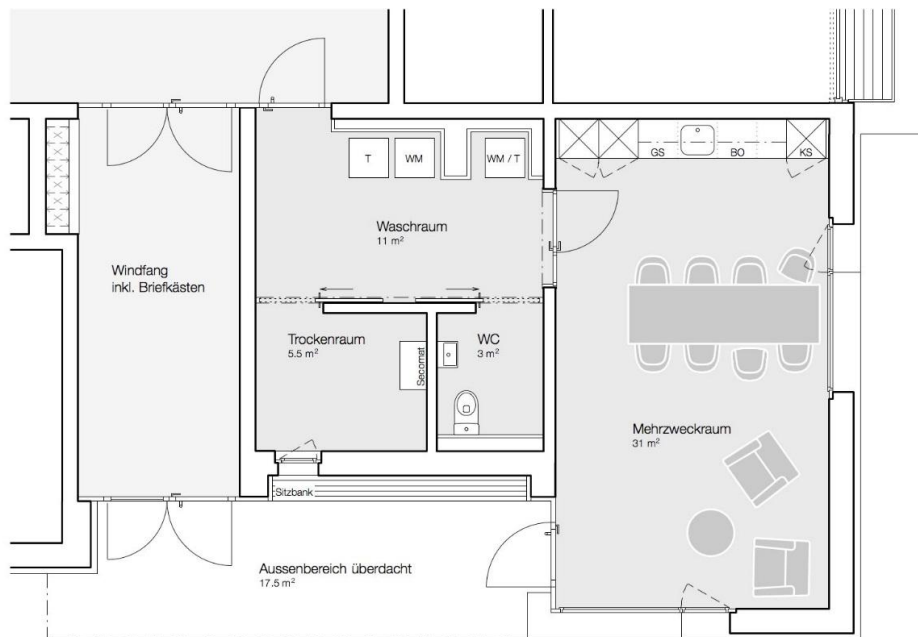 T
WM
WM / T
GS
BO
KS
Waschraum
11 m²
Windfang
inkl. Briefkästen
Trockenraum
5.5 m²
Secomat
WC
3 m²
Mehrzweckraum
31 m²
Sitzbank
Aussenbereich überdacht
17.5 m²